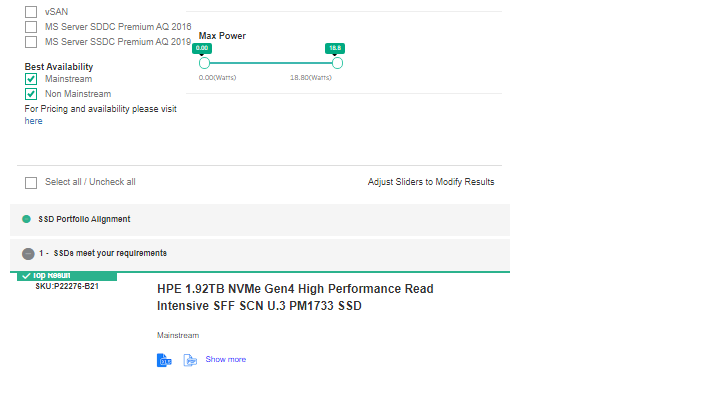 vSAN
MS Server SDDC Premium AQ 2016
MS Server SSDC Premium AQ 2019
Best Availability
Mainstream
Non Mainstream
For Pricing and availability please visit
here
Max Power
0.00 18.8
0.00(Watts) 18.80(Watts)
Select all / Uncheck all
Adjust Sliders to Modify Results
SSD Portfolio Alignment
1 - SSDs meet your requirements
Top Result
SKU:P22276-B21
HPE 1.92TB NVMe Gen4 High Performance Read
Intensive SFF SCN U.3 PM1733 SSD
Mainstream
Show more